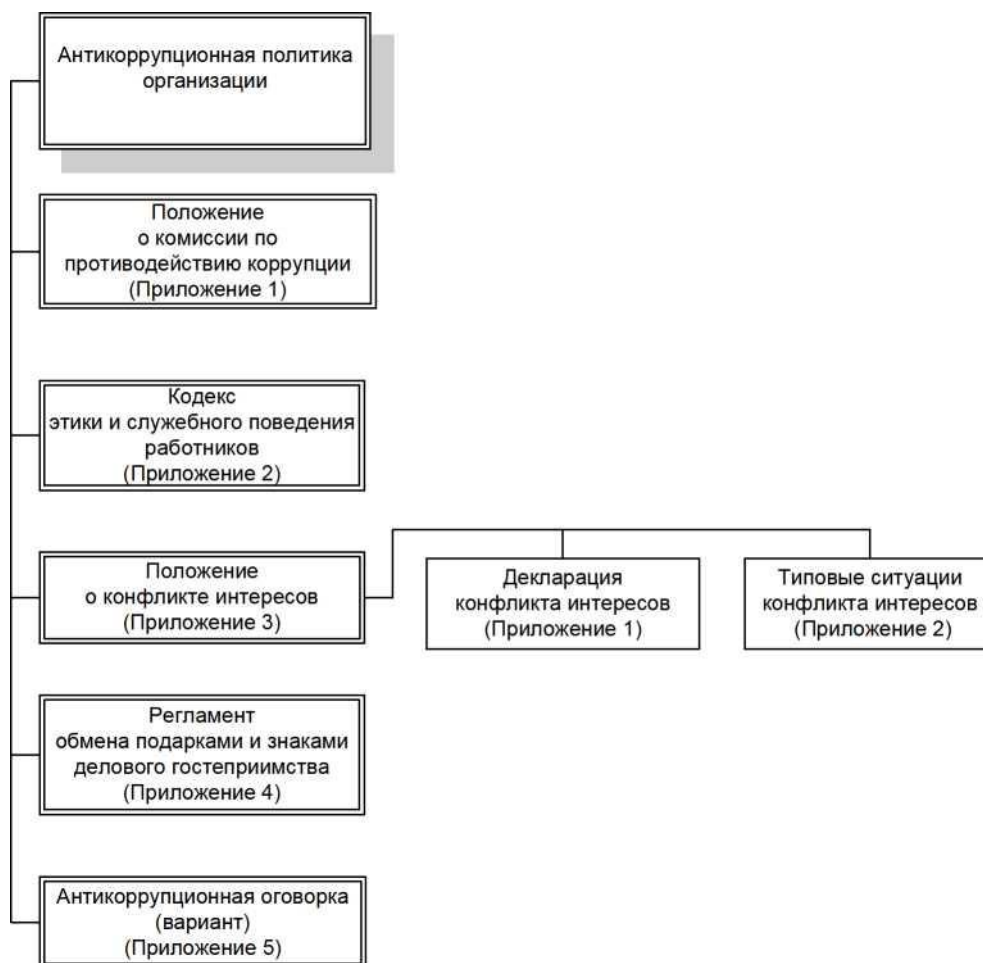 Антикоррупционная политика
организации
Положение
о комиссии по
противодействию коррупции
(Приложение 1)
Кодекс
этики и служебного поведения
работников
(Приложение 2)
Положение
о конфликте интересов
(Приложение 3)
Декларация
конфликта интересов
(Приложение 1)
Типовые ситуации
конфликта интересов
(Приложение 2)
Регламент
обмена подарками и знаками
делового гостеприимства
(Приложение 4)
Антикоррупционная оговорка
(вариант)
(Приложение 5)